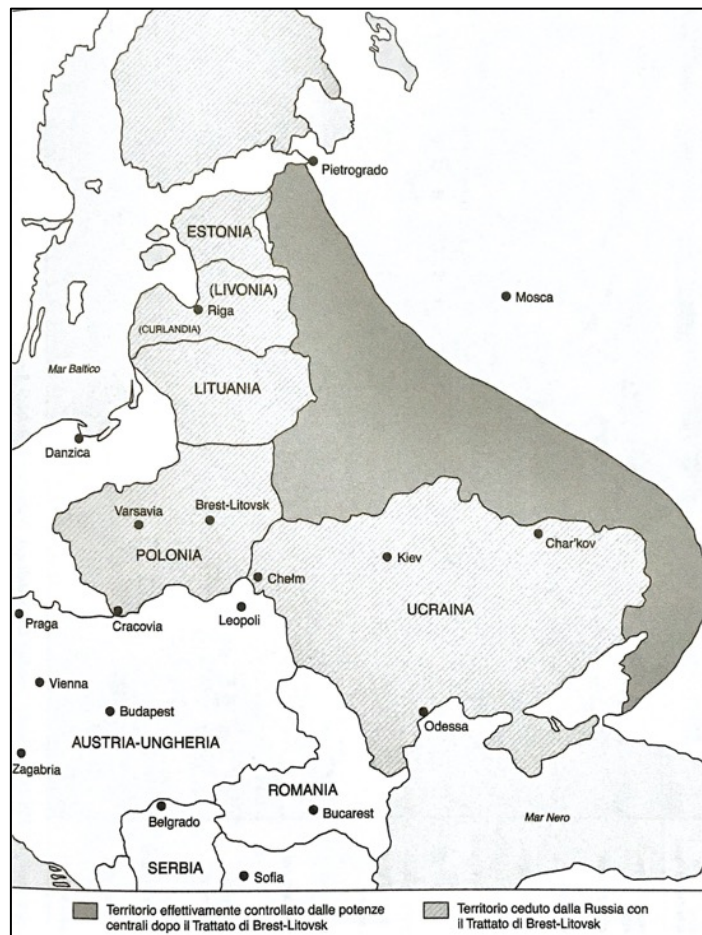 Pietrogrado
ESTONIA
(LIVONIA)
Riga
(CURLANDIA)
Mosca
Mar Baltico
LITUANIA
Danzica
Varsavia
Brest-Litovsk
POLONIA
Char'kov
Kiev
Chełm
UCRAINA
Praga
Cracovia
Leopoli
Vienna
Budapest
Odessa
AUSTRIA-UNGHERIA
Zagabria
ROMANIA
Belgrado
Bucarest
Mar Nero
SERBIA
Sofia
Territorio effettivamente controllato dalle potenze
centrali dopo il Trattato di Brest-Litovsk
Territorio ceduto dalla Russia con
il Trattato di Brest-Litovsk